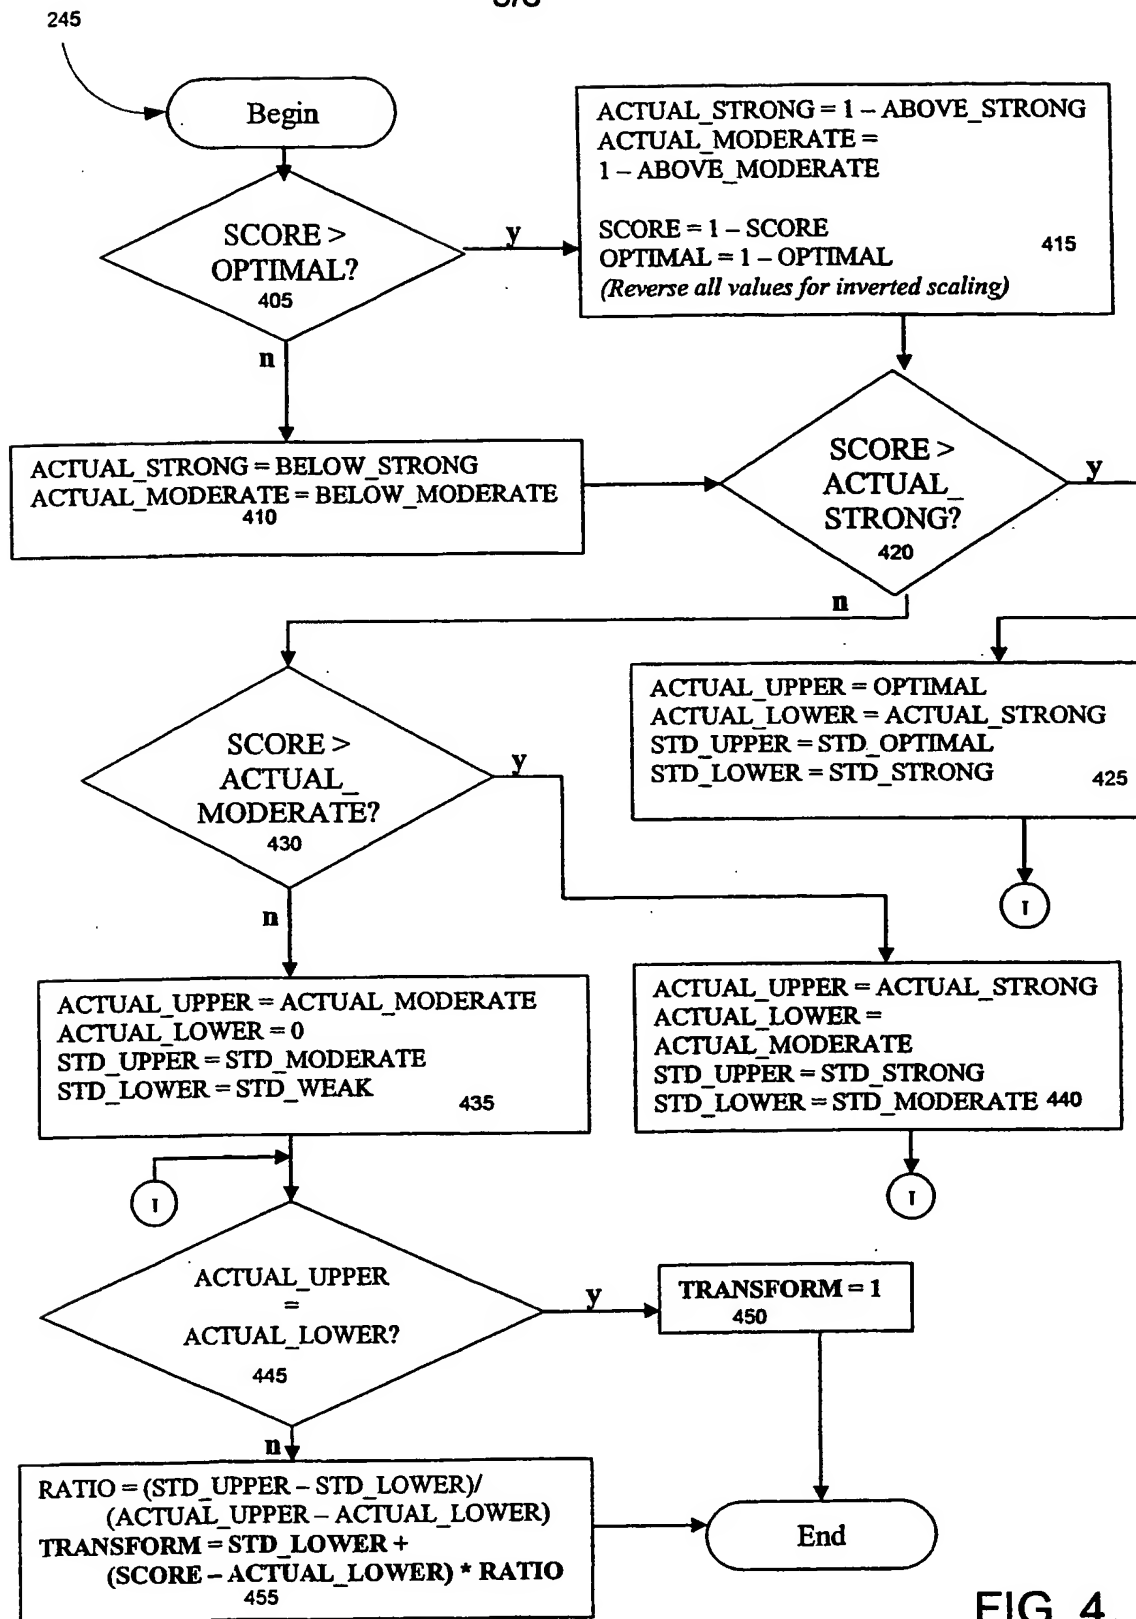 245
Begin
SCORE >
OPTIMAL?
405
y
n
ACTUAL_STRONG = 1 – ABOVE_STRONG
ACTUAL_MODERATE =
1 – ABOVE_MODERATE
SCORE = 1 – SCORE
OPTIMAL = 1 – OPTIMAL
415
(Reverse all values for inverted scaling)
ACTUAL_STRONG = BELOW_STRONG
ACTUAL_MODERATE = BELOW_MODERATE
410
SCORE >
ACTUAL_
STRONG?
420
y
n
ACTUAL_UPPER = OPTIMAL
ACTUAL_LOWER = ACTUAL_STRONG
STD_UPPER = STD_OPTIMAL
STD_LOWER = STD_STRONG
425
SCORE >
ACTUAL_
MODERATE?
430
y
n
ACTUAL_UPPER = ACTUAL_MODERATE
ACTUAL_LOWER = 0
STD_UPPER = STD_MODERATE
STD_LOWER = STD_WEAK
435
ACTUAL_UPPER = ACTUAL_STRONG
ACTUAL_LOWER =
ACTUAL_MODERATE
STD_UPPER = STD_STRONG
STD_LOWER = STD_MODERATE 440
ACTUAL_UPPER
=
ACTUAL_LOWER?
445
y
n
TRANSFORM = 1
450
RATIO = (STD_UPPER – STD_LOWER)/
(ACTUAL_UPPER – ACTUAL_LOWER)
TRANSFORM = STD_LOWER +
(SCORE – ACTUAL_LOWER) * RATIO
455
End
FIG. 4